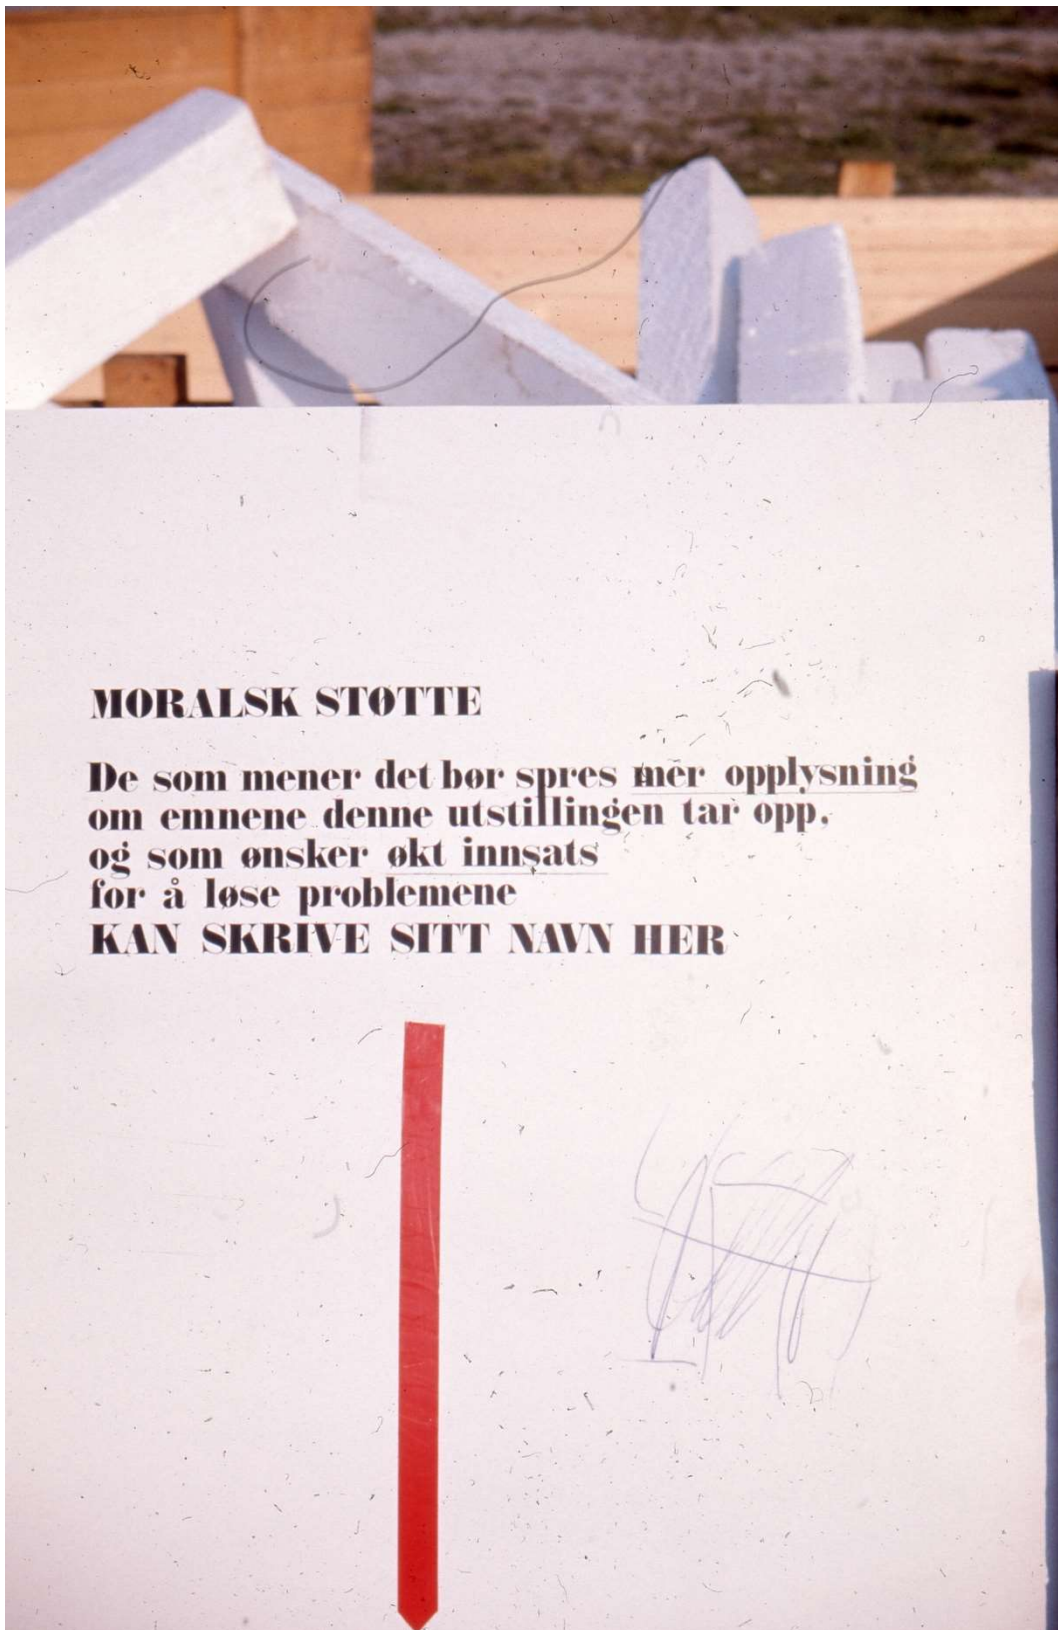 MORALSK STØTTE
De som mener det bør spres mer opplysning
om emnene denne utstillingen tar opp,
og som ønsker økt innsats
for å løse problemene
KAN SKRIVE SITT NAVN HER